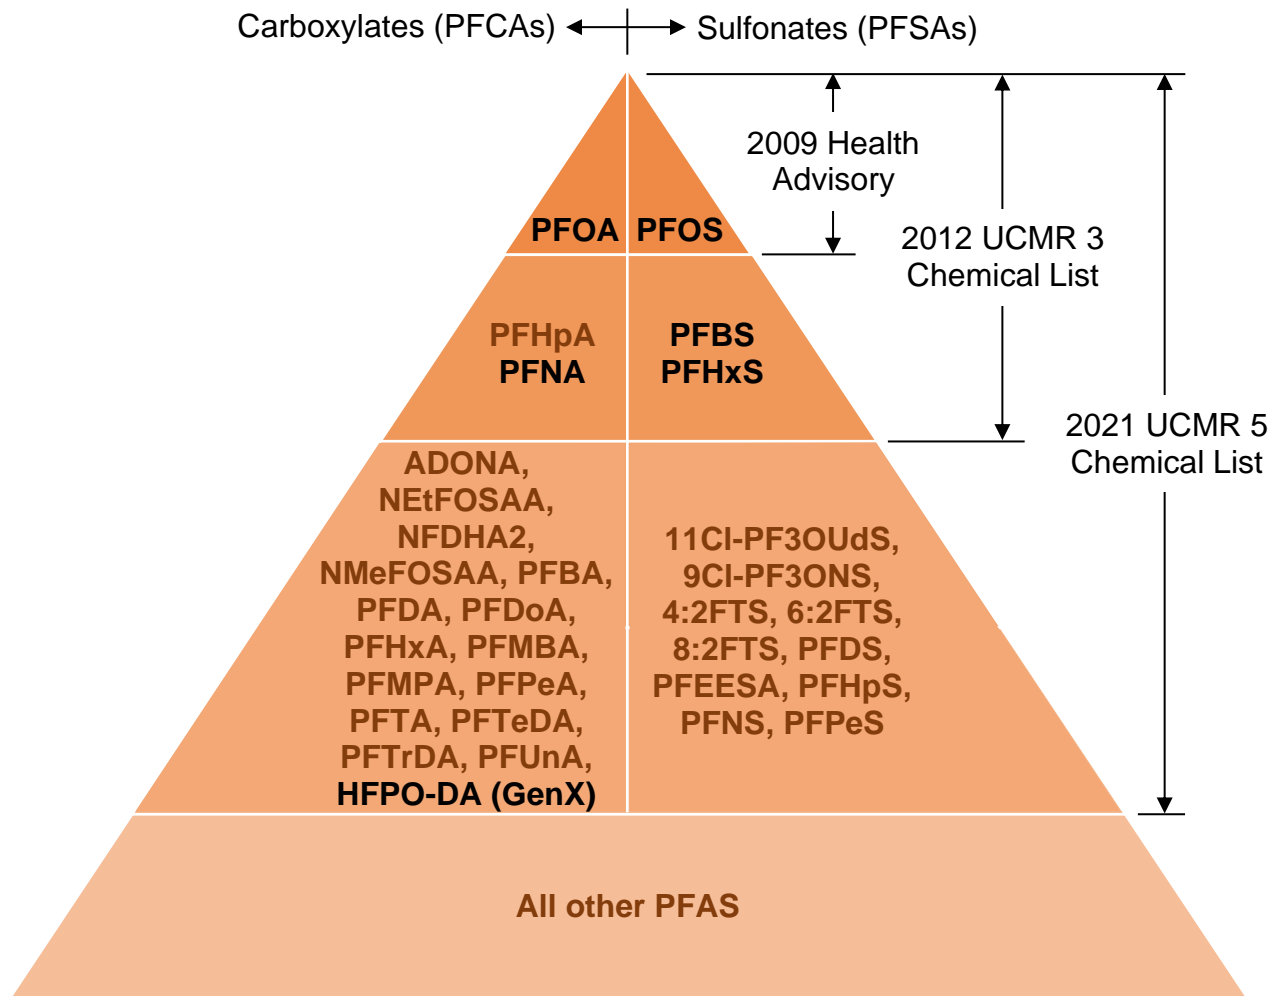 Carboxylates (PFCAs)
Sulfonates (PFSAs)
2009 Health
Advisory
PFOA
PFOS
2012 UCMR 3
Chemical List
PFHpA
PFNA
PFBS
PFHxS
2021 UCMR 5
Chemical List
ADONA,
NEtFOSAA,
NFDHA2,
NMeFOSAA, PFBA,
PFDA, PFDoA,
PFHxA, PFMBA,
PFMPA, PFPeA,
PFTA, PFTeDA,
PFTrDA, PFUnA,
HFPO-DA (GenX)
11Cl-PF3OUdS,
9Cl-PF3ONS,
4:2FTS, 6:2FTS,
8:2FTS, PFDS,
PFEESA, PFHpS,
PFNS, PFPeS
All other PFAS